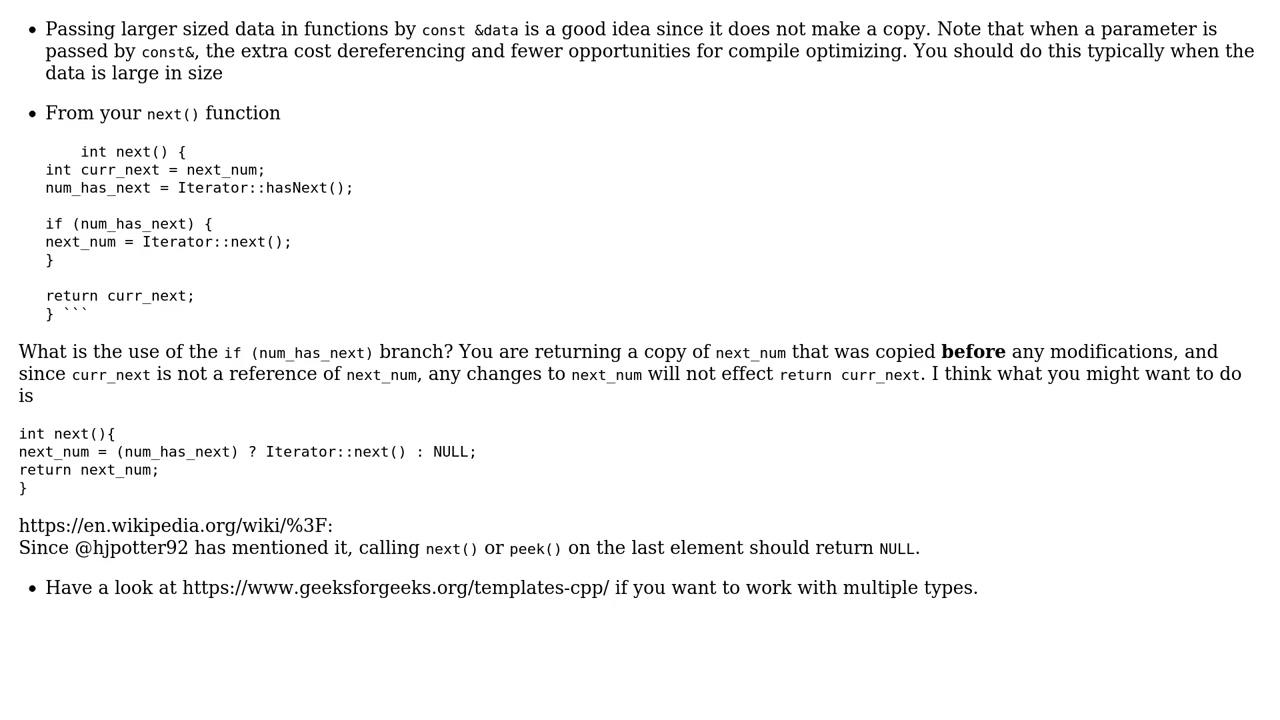 • Passing larger sized data in functions by const &data is a good idea since it does not make a copy. Note that when a parameter is
passed by const&, the extra cost dereferencing and fewer opportunities for compile optimizing. You should do this typically when the
data is large in size
• From your next() function
int next() {
int curr_next = next_num;
num_has_next = Iterator::hasNext();
if (num_has_next) {
next_num = Iterator::next();
}
return curr_next;
} ```
What is the use of the if (num_has_next) branch? You are returning a copy of next_num that was copied before any modifications, and
since curr_next is not a reference of next_num, any changes to next_num will not effect return curr_next. I think what you might want to do
is
int next(){
next_num = (num_has_next) ? Iterator::next() : NULL;
return next_num;
}
https://en.wikipedia.org/wiki/%3F:
Since @hjpotter92 has mentioned it, calling next() or peek() on the last element should return NULL.
• Have a look at https://www.geeksforgeeks.org/templates-cpp/ if you want to work with multiple types.